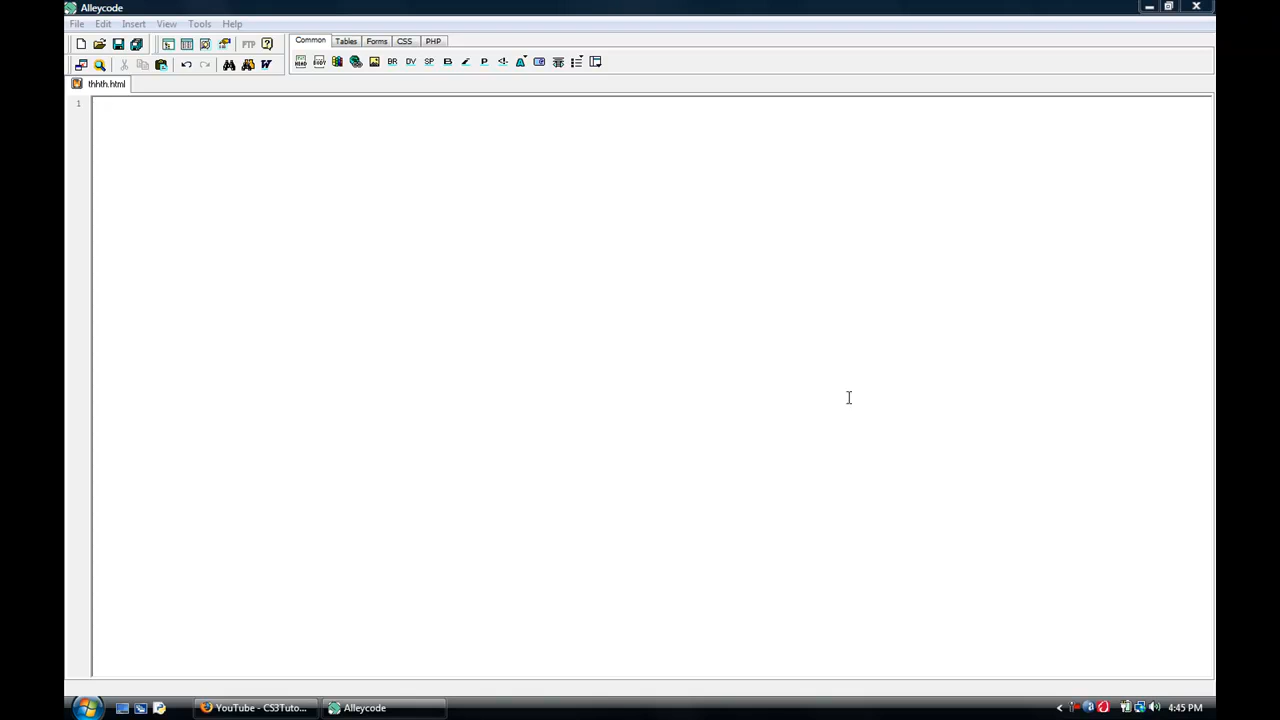 Alleycode
File Edit Insert View Tools Help
FTP
Common Tables Forms CSS PHP
BR DV SP B P A
W
thhth.html
1
YouTube - CS3Tuto...
Alleycode
4:45 PM